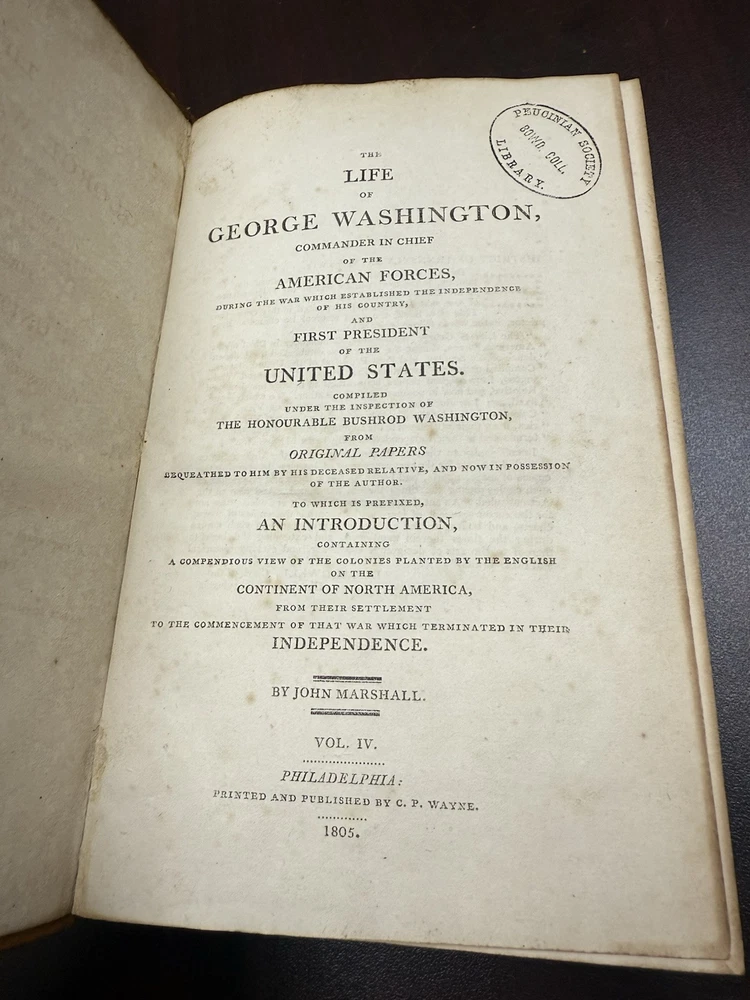 PEUCINIAN SOCIETY
BOWD. COLL.
LIBRARY.
THE
LIFE
OF
GEORGE WASHINGTON,
COMMANDER IN CHIEF
OF THE
AMERICAN FORCES,
DURING THE WAR WHICH ESTABLISHED THE INDEPENDENCE
OF HIS COUNTRY,
AND
FIRST PRESIDENT
OF THE
UNITED STATES.
COMPILED
UNDER THE INSPECTION OF
THE HONOURABLE BUSHROD WASHINGTON,
FROM
ORIGINAL PAPERS
BEQUEATHED TO HIM BY HIS DECEASED RELATIVE, AND NOW IN POSSESSION
OF THE AUTHOR.
TO WHICH IS PREFIXED,
AN INTRODUCTION,
CONTAINING
A COMPENDIOUS VIEW OF THE COLONIES PLANTED BY THE ENGLISH
ON THE
CONTINENT OF NORTH AMERICA,
FROM THEIR SETTLEMENT
TO THE COMMENCEMENT OF THAT WAR WHICH TERMINATED IN THEIR
INDEPENDENCE.
BY JOHN MARSHALL.
VOL. IV.
PHILADELPHIA:
PRINTED AND PUBLISHED BY C. P. WAYNE.
1805.